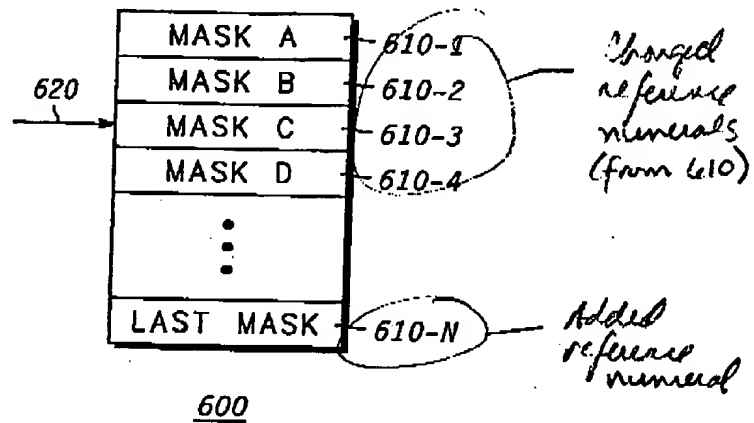 MASK A 610-1
MASK B 610-2
620
MASK C 610-3
MASK D 610-4
Changed
reference
numerals
(from 610)
LAST MASK 610-N
Added
reference
numeral
600